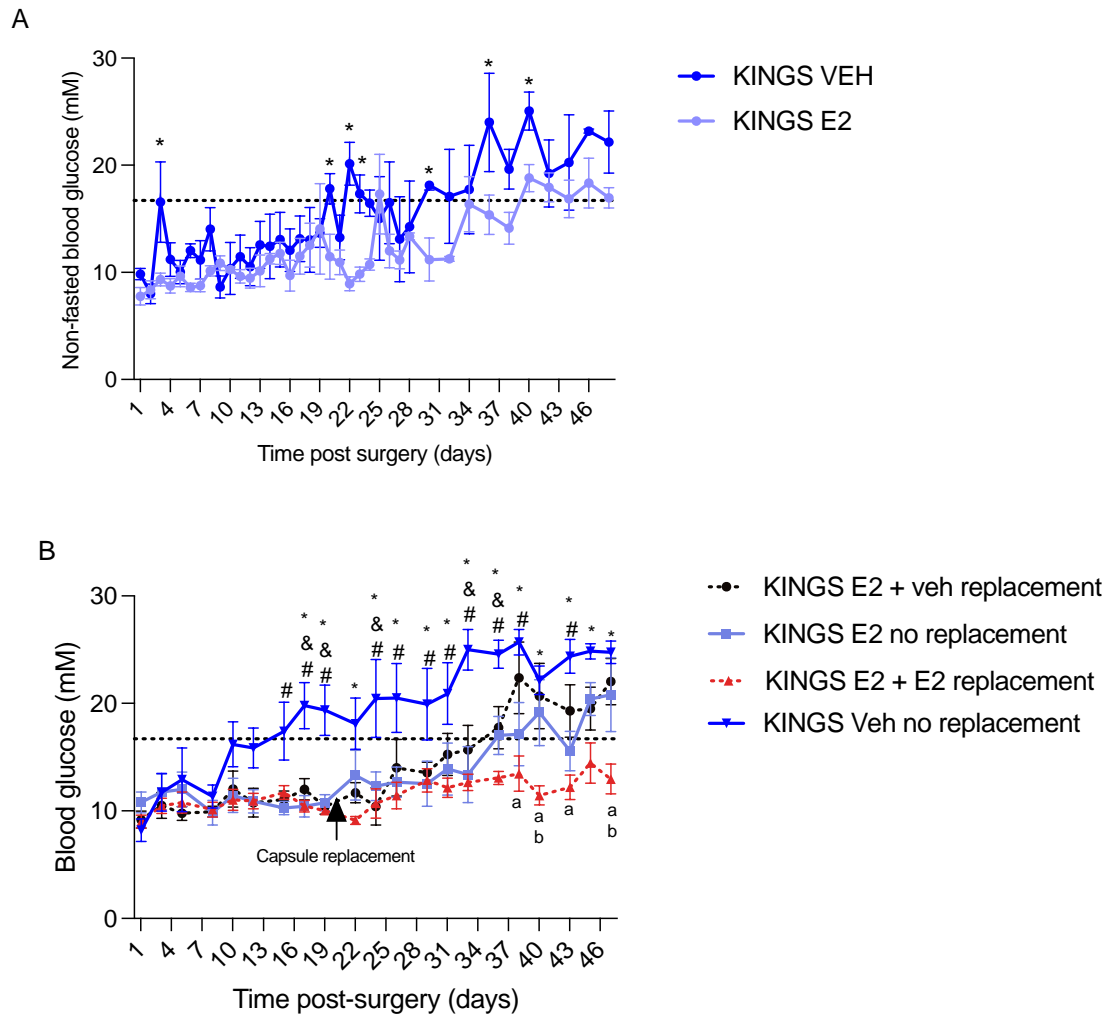 A
30
20
10
0
Non-fasted blood glucose (mM)
* * * * * * *
1 4 7 10 13 16 19 22 25 28 31 34 37 40 43 46
Time post surgery (days)
KINGS VEH
KINGS E2
B
30
20
10
0
Blood glucose (mM)
#
*
&
#
*
&
#
*
*
&
#
*
#
*
#
*
#
*
&
#
*
&
#
*
#
*
*
#
*
*
a
a
b
a
a
b
Capsule replacement
1 4 7 10 13 16 19 22 25 28 31 34 37 40 43 46
Time post-surgery (days)
KINGS E2 + veh replacement
KINGS E2 no replacement
KINGS E2 + E2 replacement
KINGS Veh no replacement